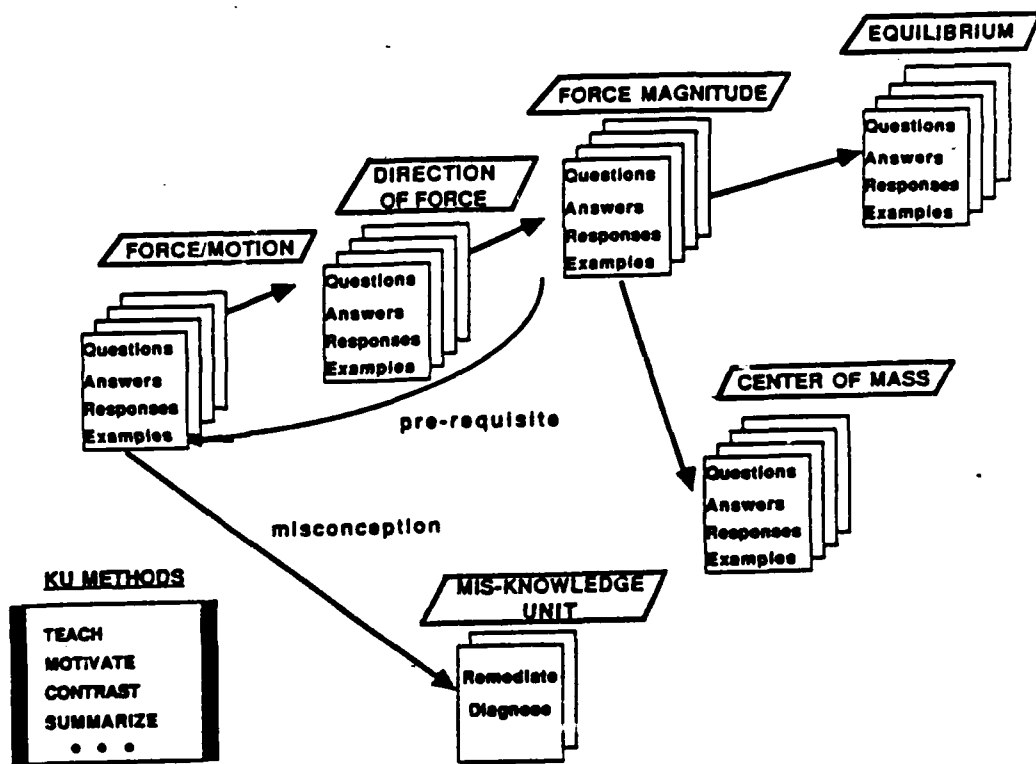 EQUILIBRIUM
Questions
Answers
Responses
Examples
FORCE MAGNITUDE
Questions
Answers
Responses
Examples
DIRECTION
OF FORCE
Questions
Answers
Responses
Examples
FORCE/MOTION
Questions
Answers
Responses
Examples
pre-requisite
CENTER OF MASS
Questions
Answers
Responses
Examples
misconception
MIS-KNOWLEDGE
UNIT
Remediate
Diagnose
KU METHODS
TEACH
MOTIVATE
CONTRAST
SUMMARIZE
• • •